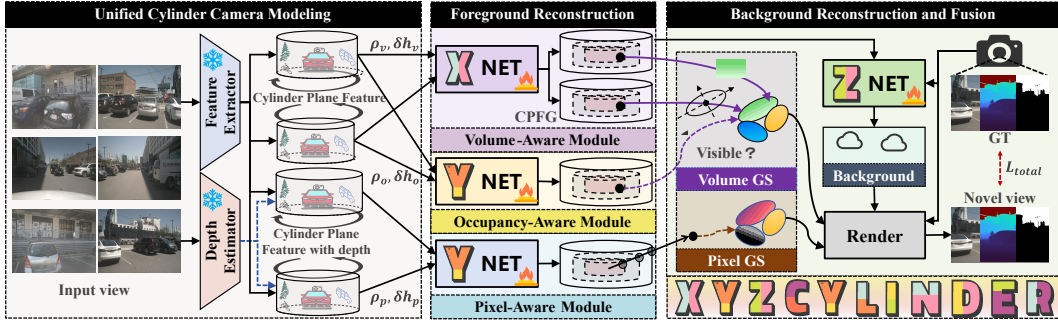 Unified Cylinder Camera Modeling
Feature
Extractor
Depth
Estimator
Input view
Cylinder Plane Feature
Cylinder Plane
Feature with depth
ρv, δhv
ρo, δho
ρp, δhp
Foreground Reconstruction
X NET
CPFG
Volume-Aware Module
Y NET
Occupancy-Aware Module
Y NET
Pixel-Aware Module
Background Reconstruction and Fusion
Visible ?
Volume GS
Pixel GS
Z NET
Background
Render
GT
Ltotal
Novel view
XYZCYLINDER